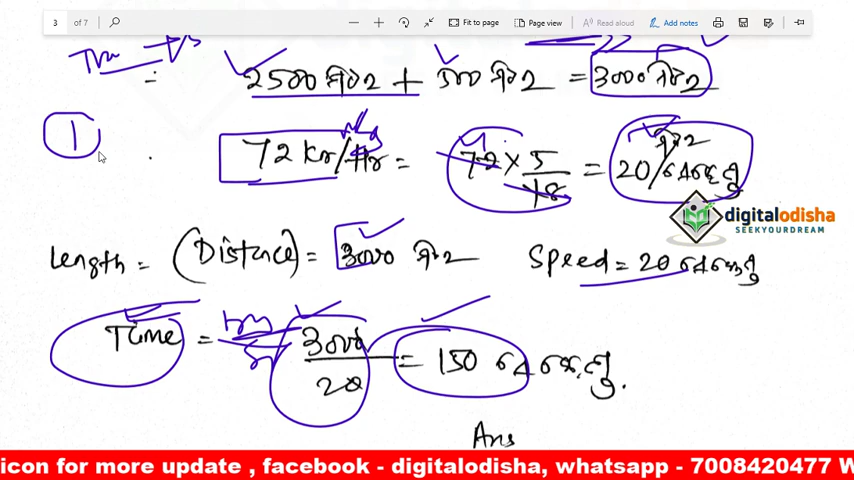 3 of 7 Fit to page Page view Read aloud Add notes
= 2500 ମିଟର + 500 ମିଟର = 3000 ମିଟର
1
72 km/Hr = 72 × 5/18 = 20 ମିଟର/ସେକେଣ୍ଡ
digitalodisha
SEEKYOURDREAM
Length = (Distance) = 3000 ମିଟର Speed = 20 ସେକେଣ୍ଡ
Time = 3000/20 = 150 ସେକେଣ୍ଡ.
Ans
icon for more update , facebook - digitalodisha, whatsapp - 7008420477 W